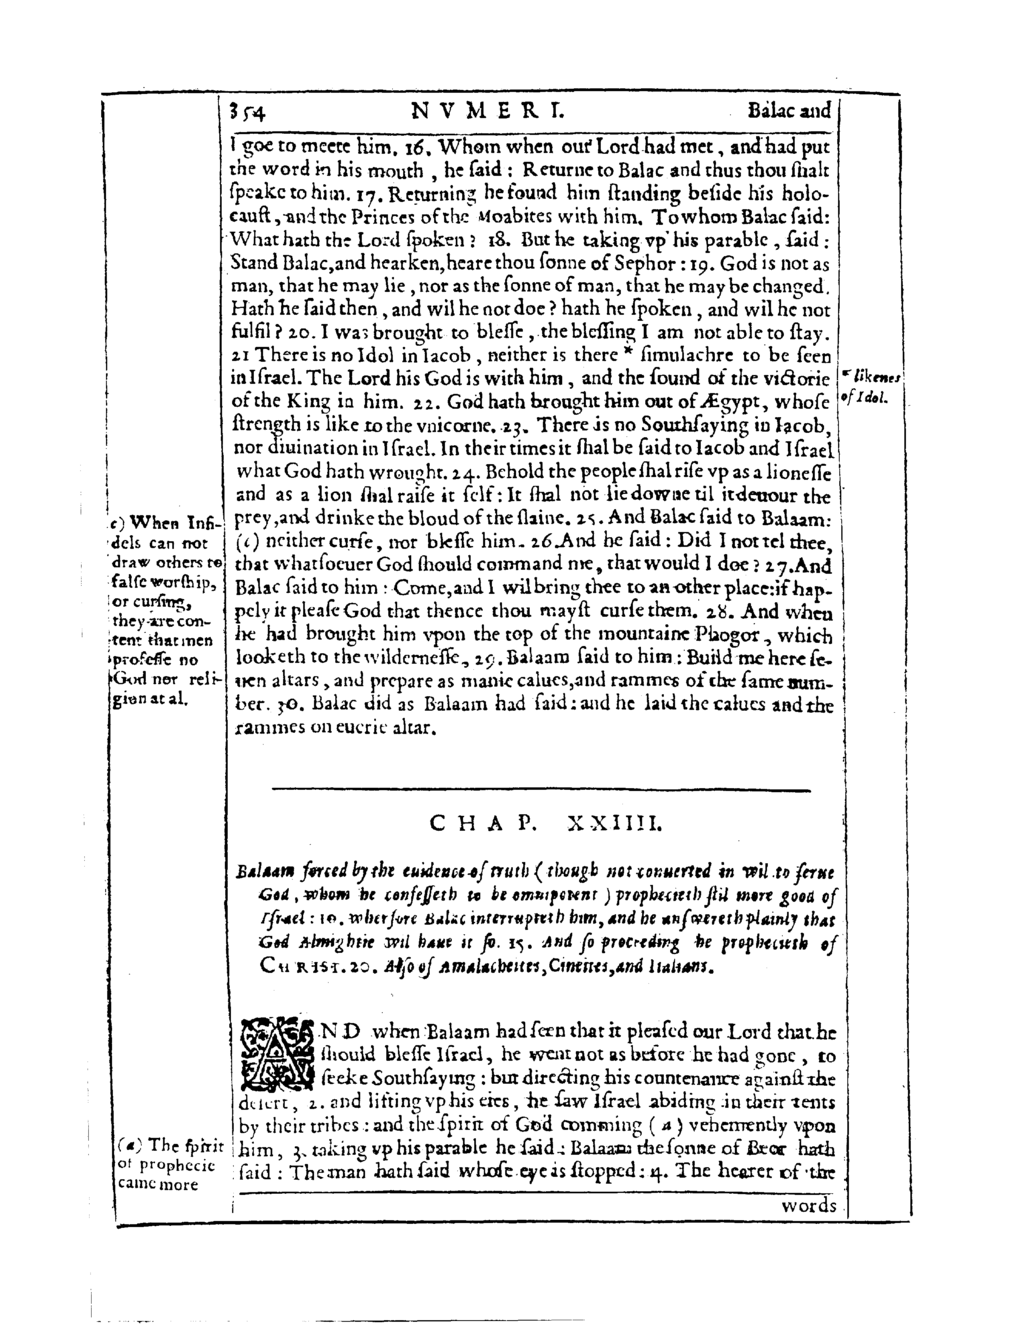 354 NVMERI. Balac and
I goe to meete him. 16. Whom when our Lord had met, and had put
the word in his mouth, he ſaid: Returne to Balac and thus thou ſhalt
ſpeake to him. 17. Returning he found him ſtanding beſide his holo-
cauſt, and the Princes of the Moabites with him. To whom Balac ſaid:
What hath the Lord ſpoken? 18. But he taking vp his parable, ſaid:
Stand Balac, and hearken, heare thou ſonne of Sephor: 19. God is not as
man, that he may lie, nor as the ſonne of man, that he may be changed.
Hath he ſaid then, and wil he not doe? hath he ſpoken, and wil he not
fulfil? 20. I was brought to bleſſe, the bleſſing I am not able to ſtay.
21 There is no Idol in Iacob, neither is there * ſimulachre to be ſeen
in Iſrael. The Lord his God is with him, and the ſound of the victorie
* likenes
of the King in him. 22. God hath brought him out of Ægypt, whoſe
of Idol.
ſtrength is like to the vnicorne. 23. There is no Southſaying in Iacob,
nor diuination in Iſrael. In their times it ſhal be ſaid to Iacob and Iſrael
what God hath wrought. 24. Behold the people ſhal riſe vp as a lioneſſe
and as a lion ſhal raiſe it ſelf: It ſhal not lie downe til it deuour the
prey, and drinke the bloud of the ſlaine. 25. And Balac ſaid to Balaam:
(c) neither curſe, nor bleſſe him. 26. And he ſaid: Did I not tel thee,
that whatſoeuer God ſhould command me, that would I doe? 27. And
Balac ſaid to him: Come, and I wil bring thee to an other place: if hap-
pely it pleaſe God that thence thou mayſt curſe them. 28. And when
he had brought him vpon the top of the mountaine Phogor, which
looketh to the wilderneſſe, 29. Balaam ſaid to him: Build me here ſe-
uen altars, and prepare as manie calues, and rammes of the ſame num-
ber. 30. Balac did as Balaam had ſaid: and he laid the calues and the
rammes on euerie altar.
c) When Infi-
dels can not
draw others to
falſe worſhip,
or curſing,
they are con-
tent that men
profeſſe no
God nor reli-
gion at al.
CHAP. XXIIII.
Balaam forced by the euidence of truth (though not conuerted in wil to ſerue
God, whom he confeſſeth to be omnipotent) propheciech ſtil more good of
Iſrael: 10. wherfore Balac interrupteth him, and he anſwereth plainly that
God Almightie wil haue it ſo. 15. And ſo proceeding he propheciech of
CHRIST. 20. Alſo of Amalacheites, Cineites, and Italians.
AND when Balaam had ſeen that it pleaſed our Lord that he
ſhould bleſſe Iſrael, he went not as before he had gone, to
ſeeke Southſaying: but directing his countenance againſt the
deſert, 2. and lifting vp his eies, he ſaw Iſrael abiding in their tents
by their tribes: and the ſpirit of God comming (a) vehemently vpon
him, 3. taking vp his parable he ſaid: Balaam the ſonne of Beor hath
ſaid: The man hath ſaid whoſe eye is ſtopped: 4. The hearer of the
(a) The ſpirit
of prophecie
came more
words